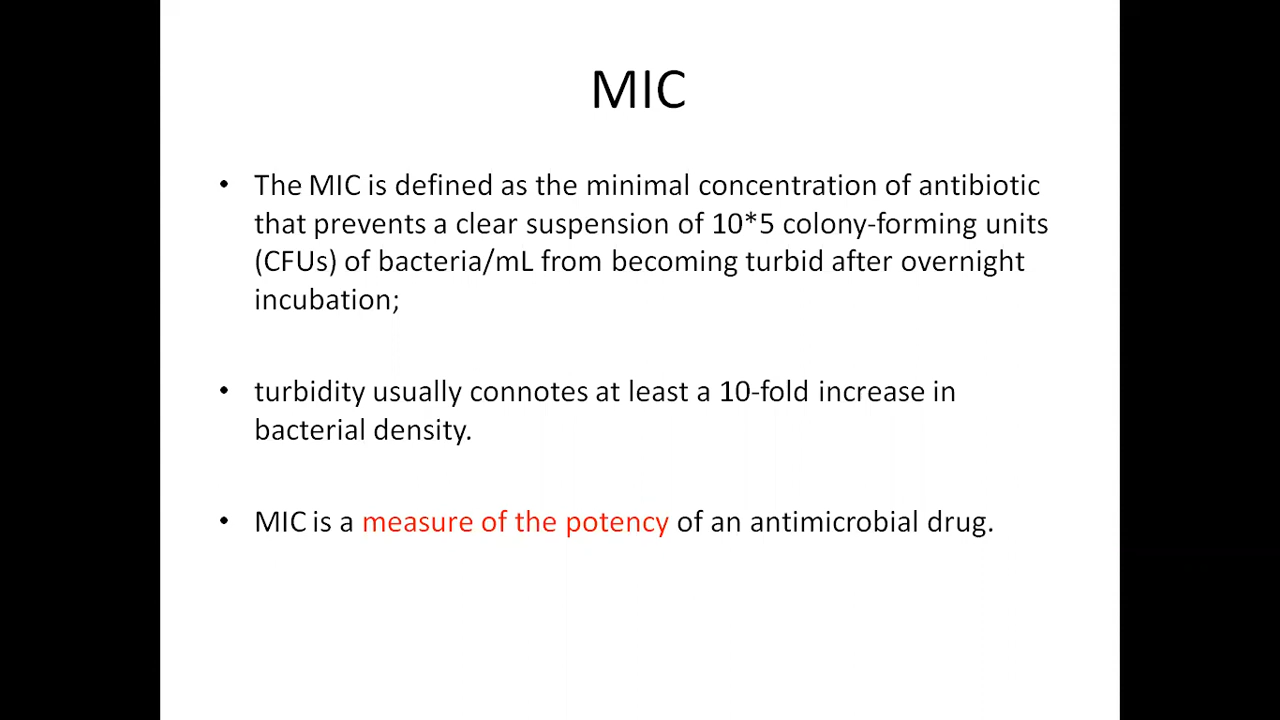 MIC
• The MIC is defined as the minimal concentration of antibiotic
that prevents a clear suspension of 10*5 colony-forming units
(CFUs) of bacteria/mL from becoming turbid after overnight
incubation;
• turbidity usually connotes at least a 10-fold increase in
bacterial density.
• MIC is a measure of the potency of an antimicrobial drug.